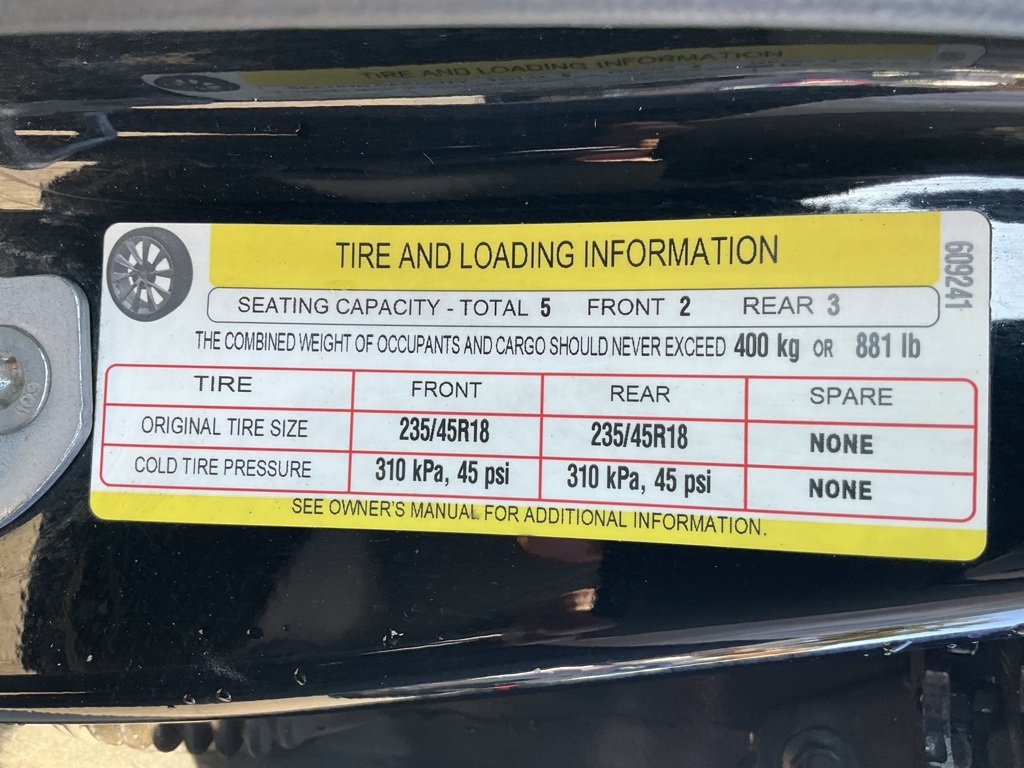 TIRE AND LOADING INFORMATION
TIRE AND LOADING INFORMATION
609241
SEATING CAPACITY - TOTAL 5 FRONT 2 REAR 3
THE COMBINED WEIGHT OF OCCUPANTS AND CARGO SHOULD NEVER EXCEED 400 kg OR 881 lb
TIRE FRONT REAR SPARE
ORIGINAL TIRE SIZE 235/45R18 235/45R18 NONE
COLD TIRE PRESSURE 310 kPa, 45 psi 310 kPa, 45 psi NONE
SEE OWNER'S MANUAL FOR ADDITIONAL INFORMATION.